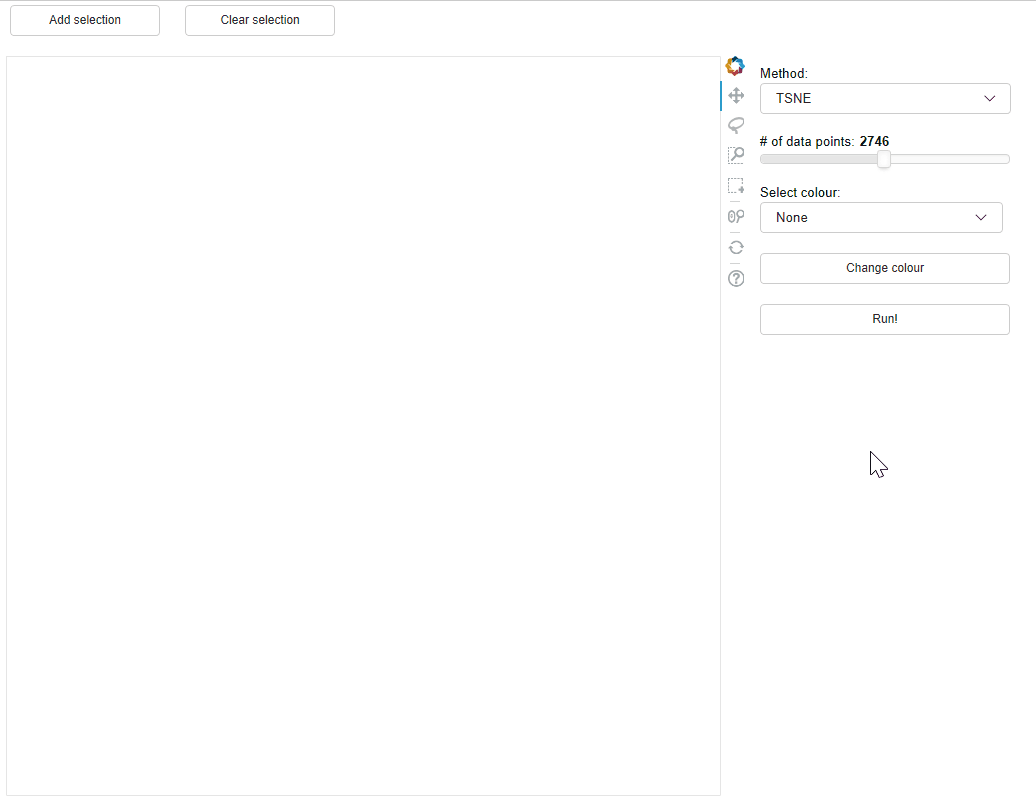 Add selection
Clear selection
Method:
TSNE
# of data points: 2746
Select colour:
None
Change colour
Run!